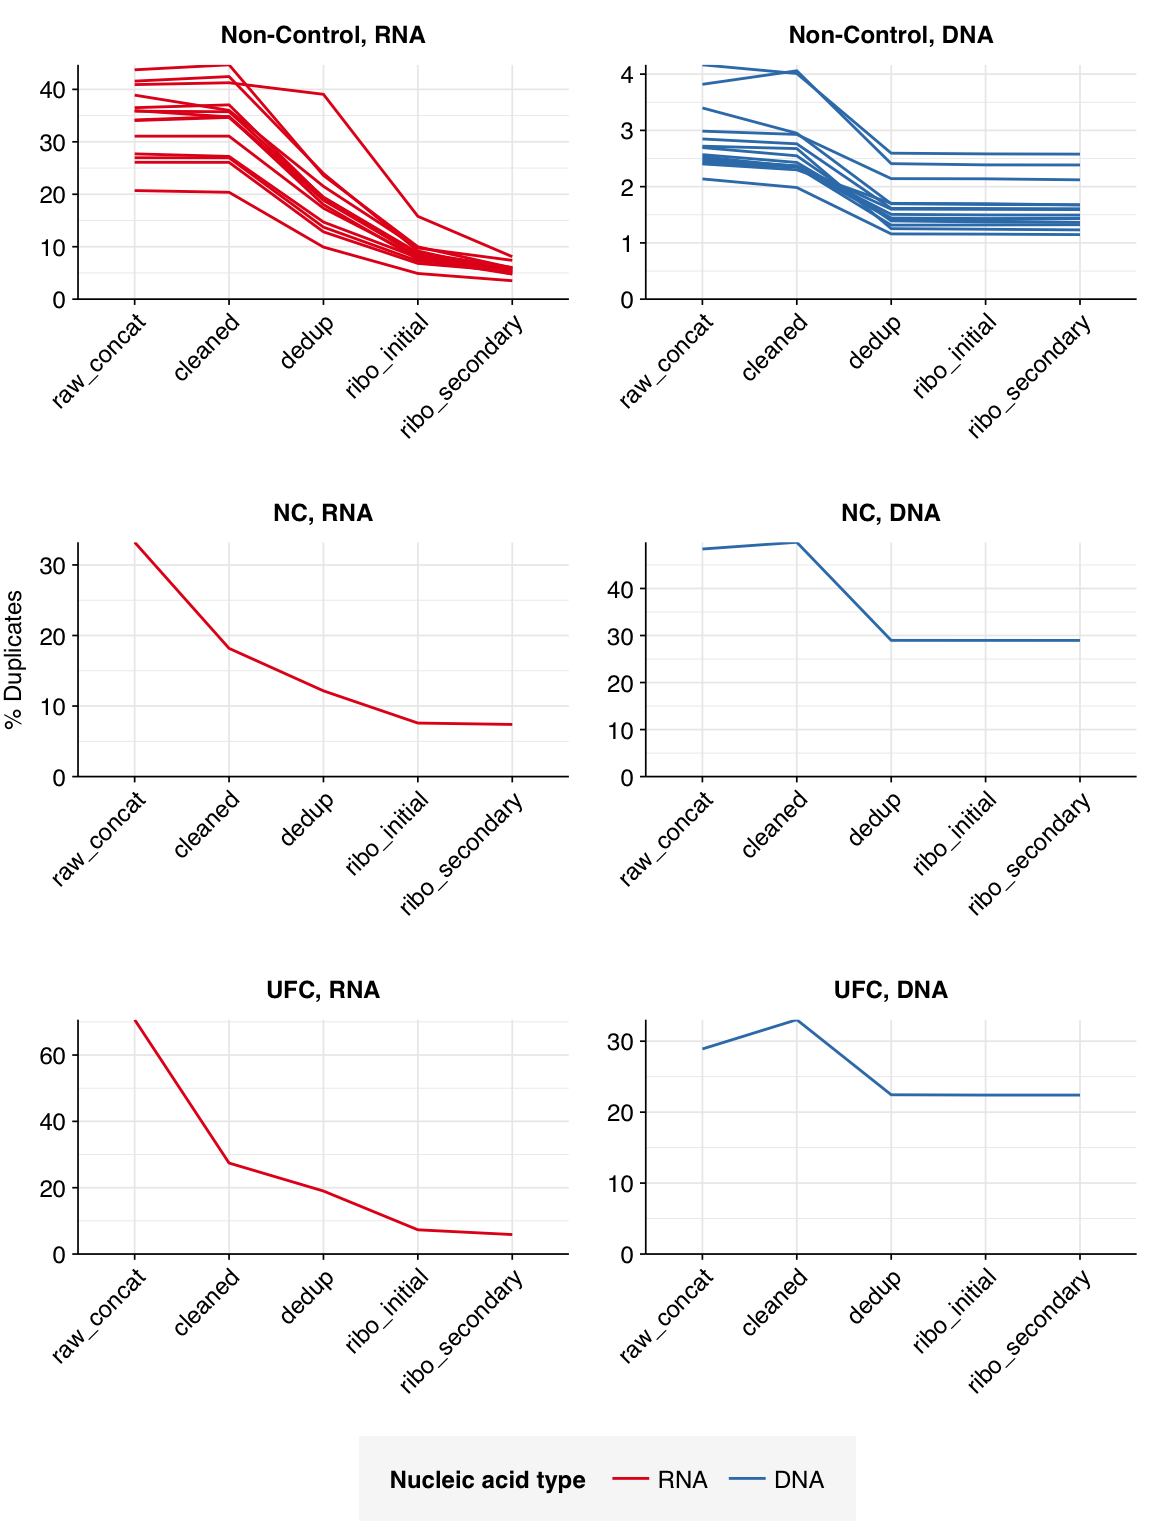 Non-Control, RNA
40
30
20
10
0
raw_concat
cleaned
dedup
ribo_initial
ribo_secondary
Non-Control, DNA
4
3
2
1
0
raw_concat
cleaned
dedup
ribo_initial
ribo_secondary
% Duplicates
NC, RNA
30
20
10
0
raw_concat
cleaned
dedup
ribo_initial
ribo_secondary
NC, DNA
40
30
20
10
0
raw_concat
cleaned
dedup
ribo_initial
ribo_secondary
UFC, RNA
60
40
20
0
raw_concat
cleaned
dedup
ribo_initial
ribo_secondary
UFC, DNA
30
20
10
0
raw_concat
cleaned
dedup
ribo_initial
ribo_secondary
Nucleic acid type RNA DNA